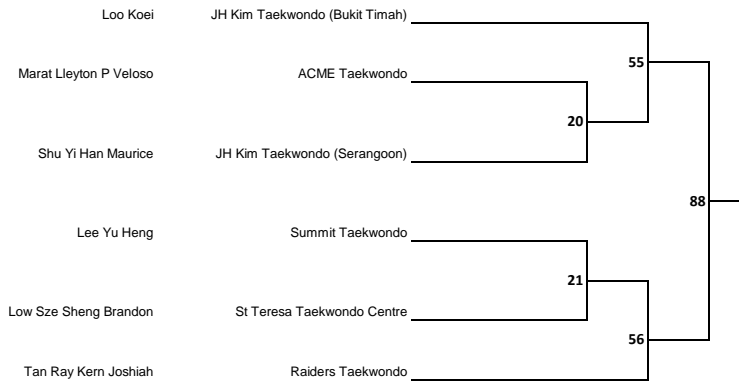 Loo Koei JH Kim Taekwondo (Bukit Timah)
55
Marat Lleyton P Veloso ACME Taekwondo
20
Shu Yi Han Maurice JH Kim Taekwondo (Serangoon)
88
Lee Yu Heng Summit Taekwondo
21
Low Sze Sheng Brandon St Teresa Taekwondo Centre
56
Tan Ray Kern Joshiah Raiders Taekwondo